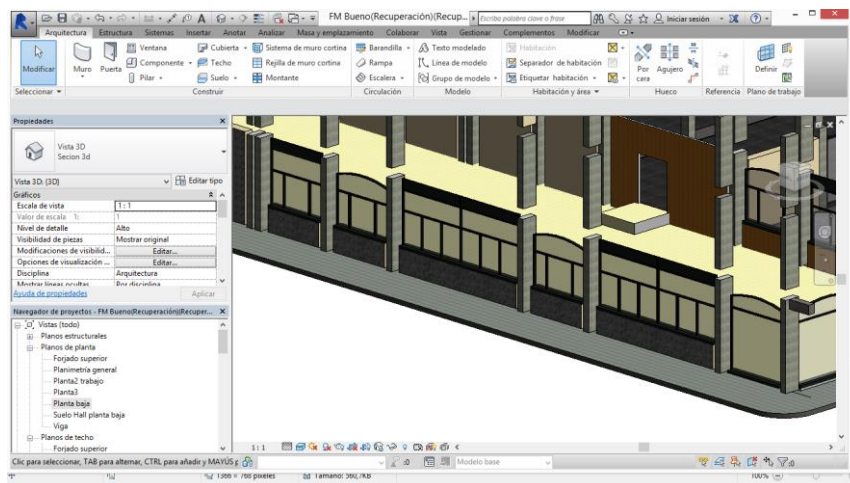 FM Bueno(Recuperación)(Recup...
Escriba palabra clave o frase
Iniciar sesión
Arquitectura Estructura Sistemas Insertar Anotar Analizar Masa y emplazamiento Colaborar Vista Gestionar Complementos Modificar
Modificar
Muro
Puerta
Ventana
Componente
Pilar
Cubierta
Techo
Suelo
Sistema de muro cortina
Rejilla de muro cortina
Montante
Barandilla
Rampa
Escalera
Texto modelado
Línea de modelo
Grupo de modelo
Habitación
Separador de habitación
Etiquetar habitación
Por cara
Agujero
Definir
Seleccionar Construir Circulación Modelo Habitación y área Hueco Referencia Plano de trabajo
Propiedades
Vista 3D
Secion 3d
Vista 3D: (3D) Editar tipo
Gráficos
Escala de vista 1:1
Valor de escala 1: 1
Nivel de detalle Alto
Visibilidad de piezas Mostrar original
Modificaciones de visibilid... Editar...
Opciones de visualización ... Editar...
Disciplina Arquitectura
Mostrar líneas ocultas Por disciplina
Ayuda de propiedades Aplicar
Navegador de proyectos - FM Bueno(Recuperación)(Recuper...
Vistas (todo)
Planos estructurales
Planos de planta
Forjado superior
Planimetría general
Planta2 trabajo
Planta3
Planta baja
Suelo Hall planta baja
Viga
Planos de techo
Forjado superior
1:1
Clic para seleccionar, TAB para alternar, CTRL para añadir y MAYÚS p
:0
Modelo base
:0
1366 × 768 píxeles
Tamaño: 560,7KB
100%